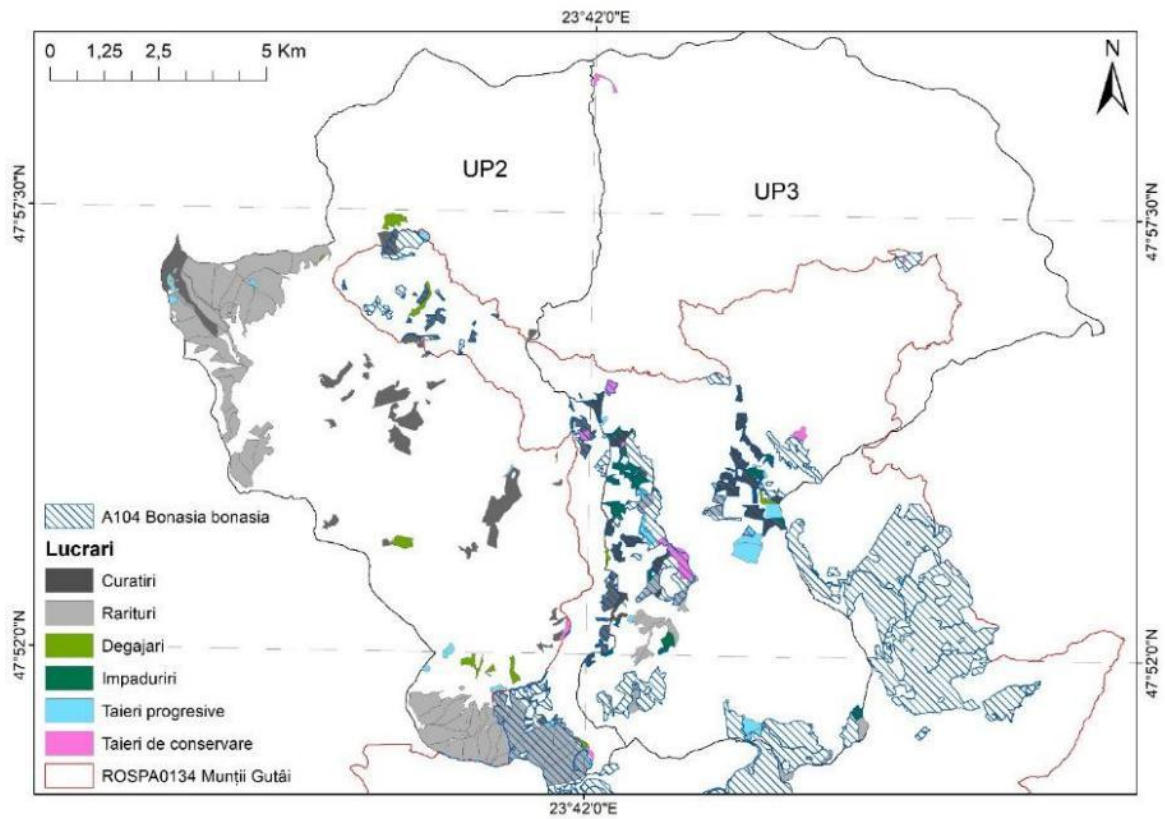 23°42'0"E
0 1,25 2,5 5 Km
N
UP2
UP3
47°57'30"N
47°57'30"N
A104 Bonasia bonasia
Lucrari
Curatiri
Rarituri
Degajari
Impaduriri
Taieri progresive
Taieri de conservare
ROSPA0134 Munții Gutâi
47°52'0"N
47°52'0"N
23°42'0"E